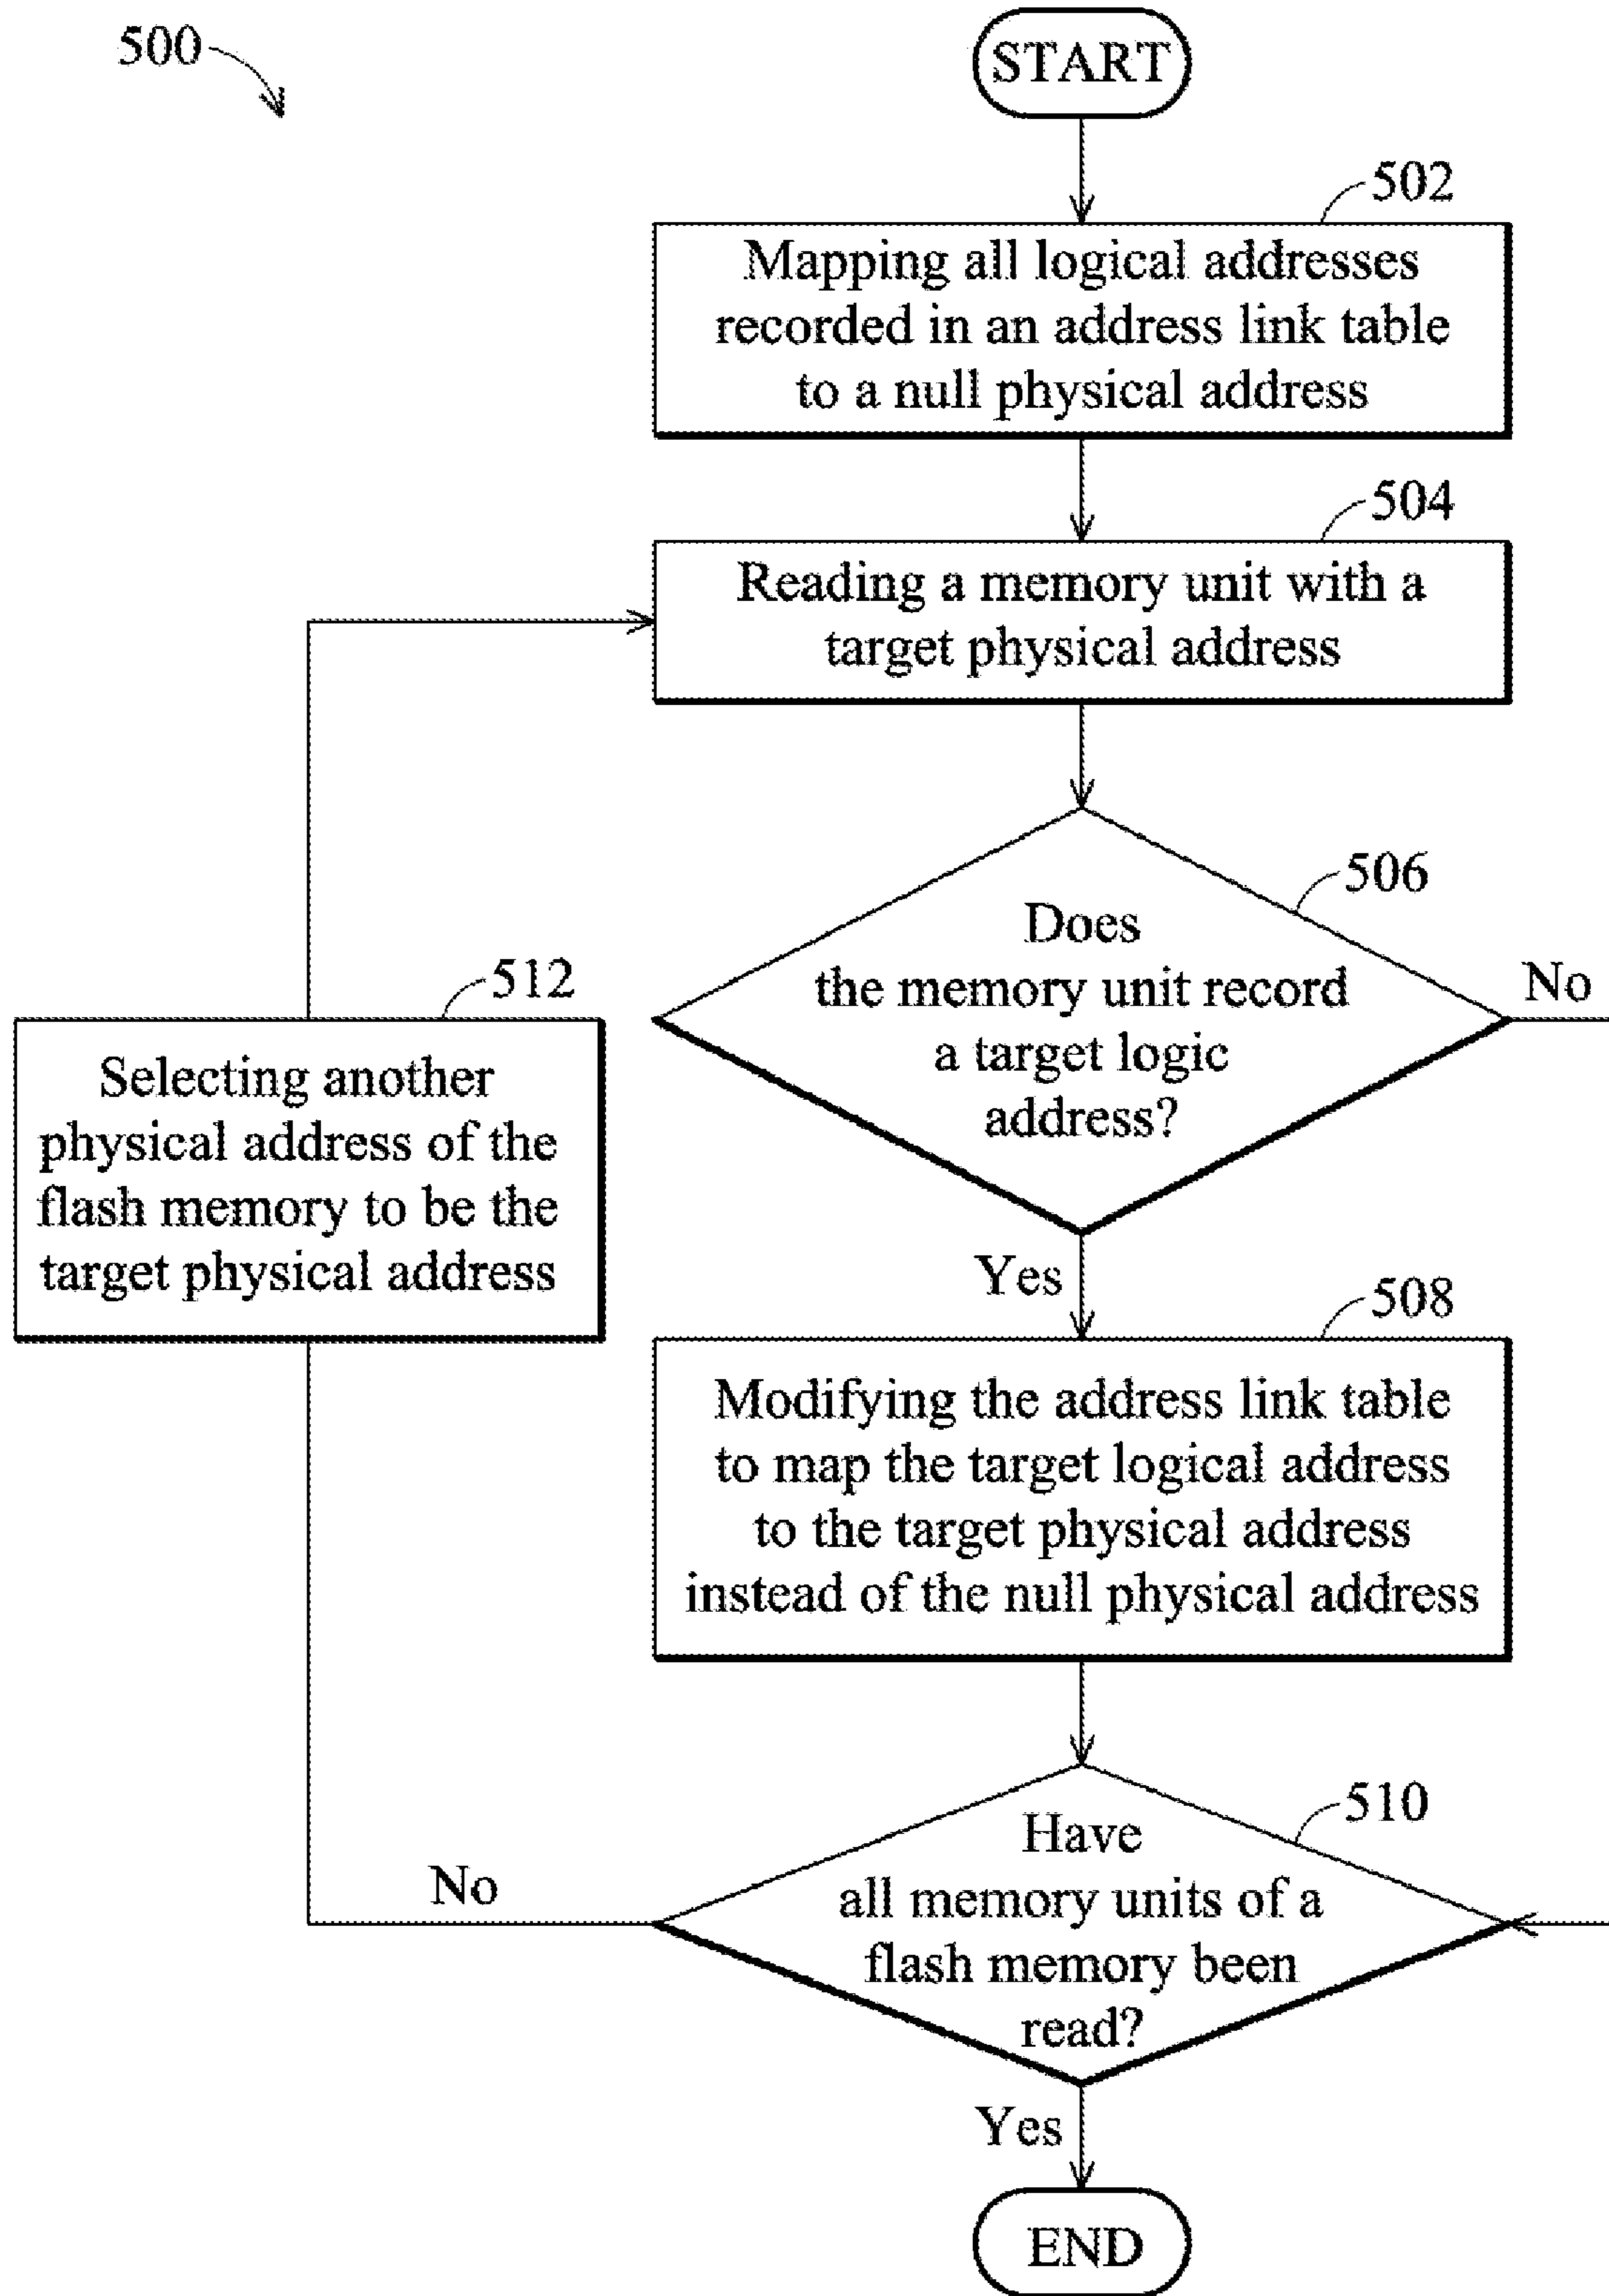 500
START
502
Mapping all logical addresses
recorded in an address link table
to a null physical address
504
Reading a memory unit with a
target physical address
506
Does
the memory unit record
a target logic
address?
No
512
Selecting another
physical address of the
flash memory to be the
target physical address
Yes
508
Modifying the address link table
to map the target logical address
to the target physical address
instead of the null physical address
510
Have
all memory units of a
flash memory been
read?
No
Yes
END